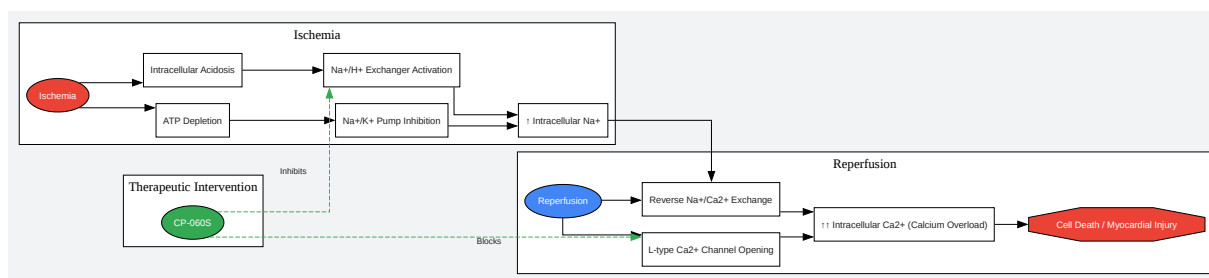 Ischemia
Intracellular Acidosis
Na+/H+ Exchanger Activation
Ischemia
ATP Depletion
Na+/K+ Pump Inhibition
↑ Intracellular Na+
Reperfusion
Therapeutic Intervention
Inhibits
CP-060S
Blocks
Reperfusion
Reverse Na+/Ca2+ Exchange
L-type Ca2+ Channel Opening
↑↑ Intracellular Ca2+ (Calcium Overload)
Cell Death / Myocardial Injury